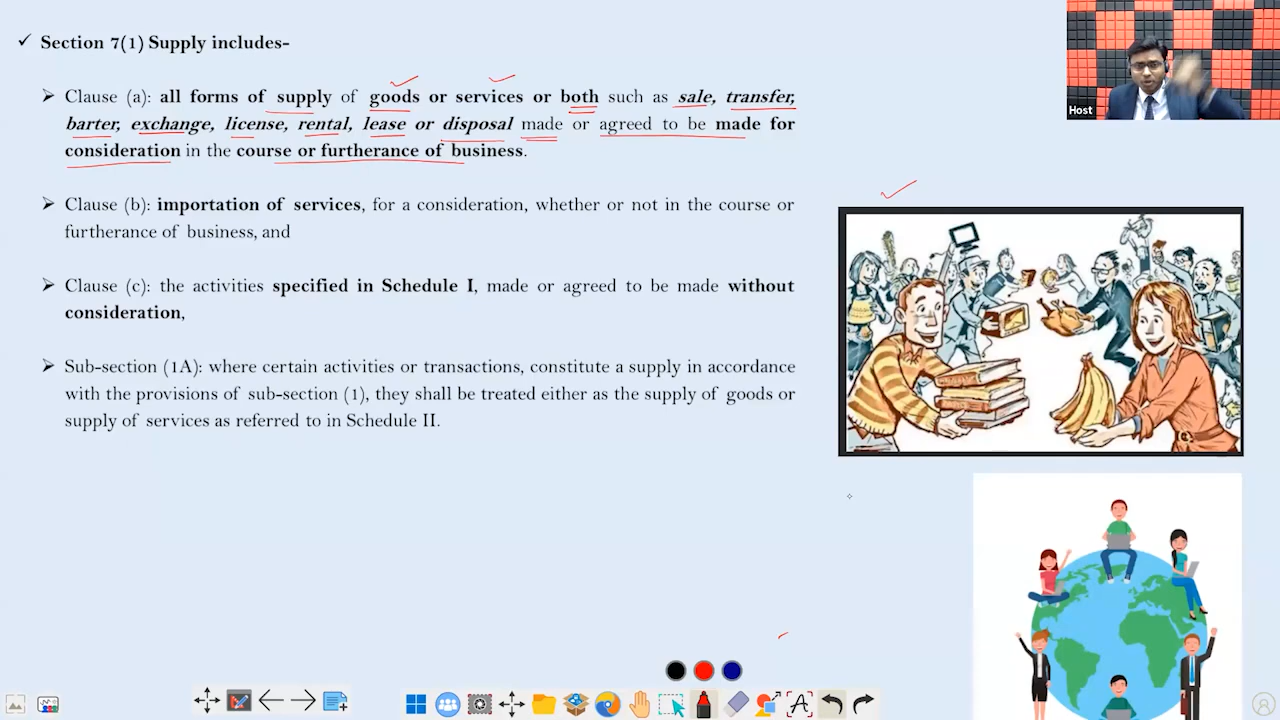 Section 7(1) Supply includes-
Clause (a): all forms of supply of goods or services or both such as sale, transfer,
barter, exchange, license, rental, lease or disposal made or agreed to be made for
consideration in the course or furtherance of business.
Clause (b): importation of services, for a consideration, whether or not in the course or
furtherance of business, and
Clause (c): the activities specified in Schedule I, made or agreed to be made without
consideration,
Sub-section (1A): where certain activities or transactions, constitute a supply in accordance
with the provisions of sub-section (1), they shall be treated either as the supply of goods or
supply of services as referred to in Schedule II.
Host